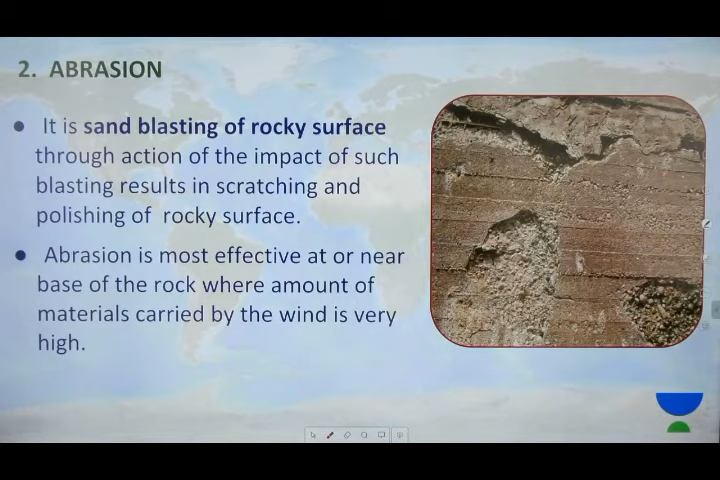 2. ABRASION
● It is sand blasting of rocky surface
through action of the impact of such
blasting results in scratching and
polishing of rocky surface.
● Abrasion is most effective at or near
base of the rock where amount of
materials carried by the wind is very
high.